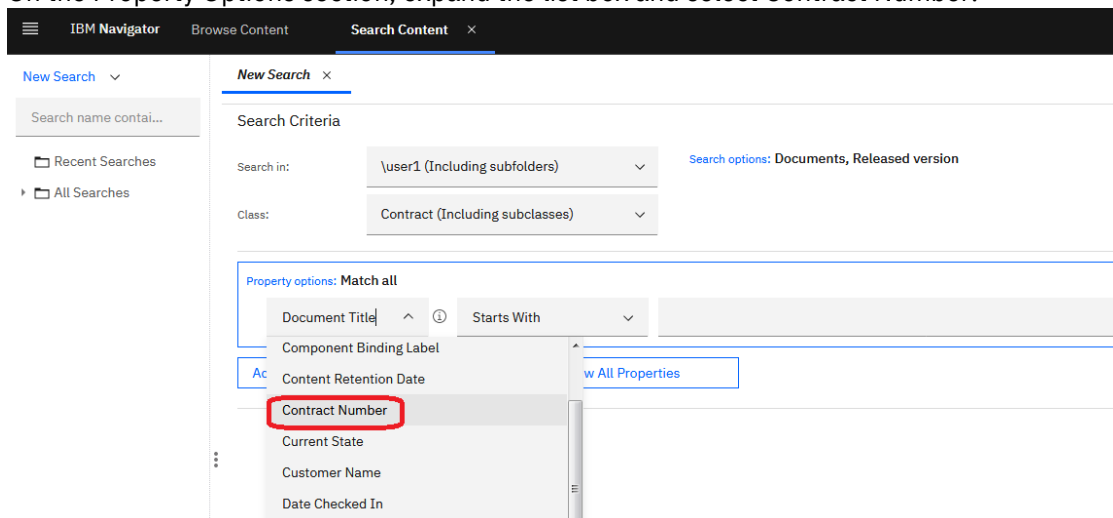 On the Property Options section, expand the list box and select Contract Number.
IBM Navigator Browse Content Search Content ×
New Search
New Search ×
Search name contai...
Search Criteria
Recent Searches
Search in: \user1 (Including subfolders) Search options: Documents, Released version
All Searches
Class: Contract (Including subclasses)
Property options: Match all
Document Title Starts With
Component Binding Label
w All Properties
Content Retention Date
Contract Number
Current State
Customer Name
Date Checked In